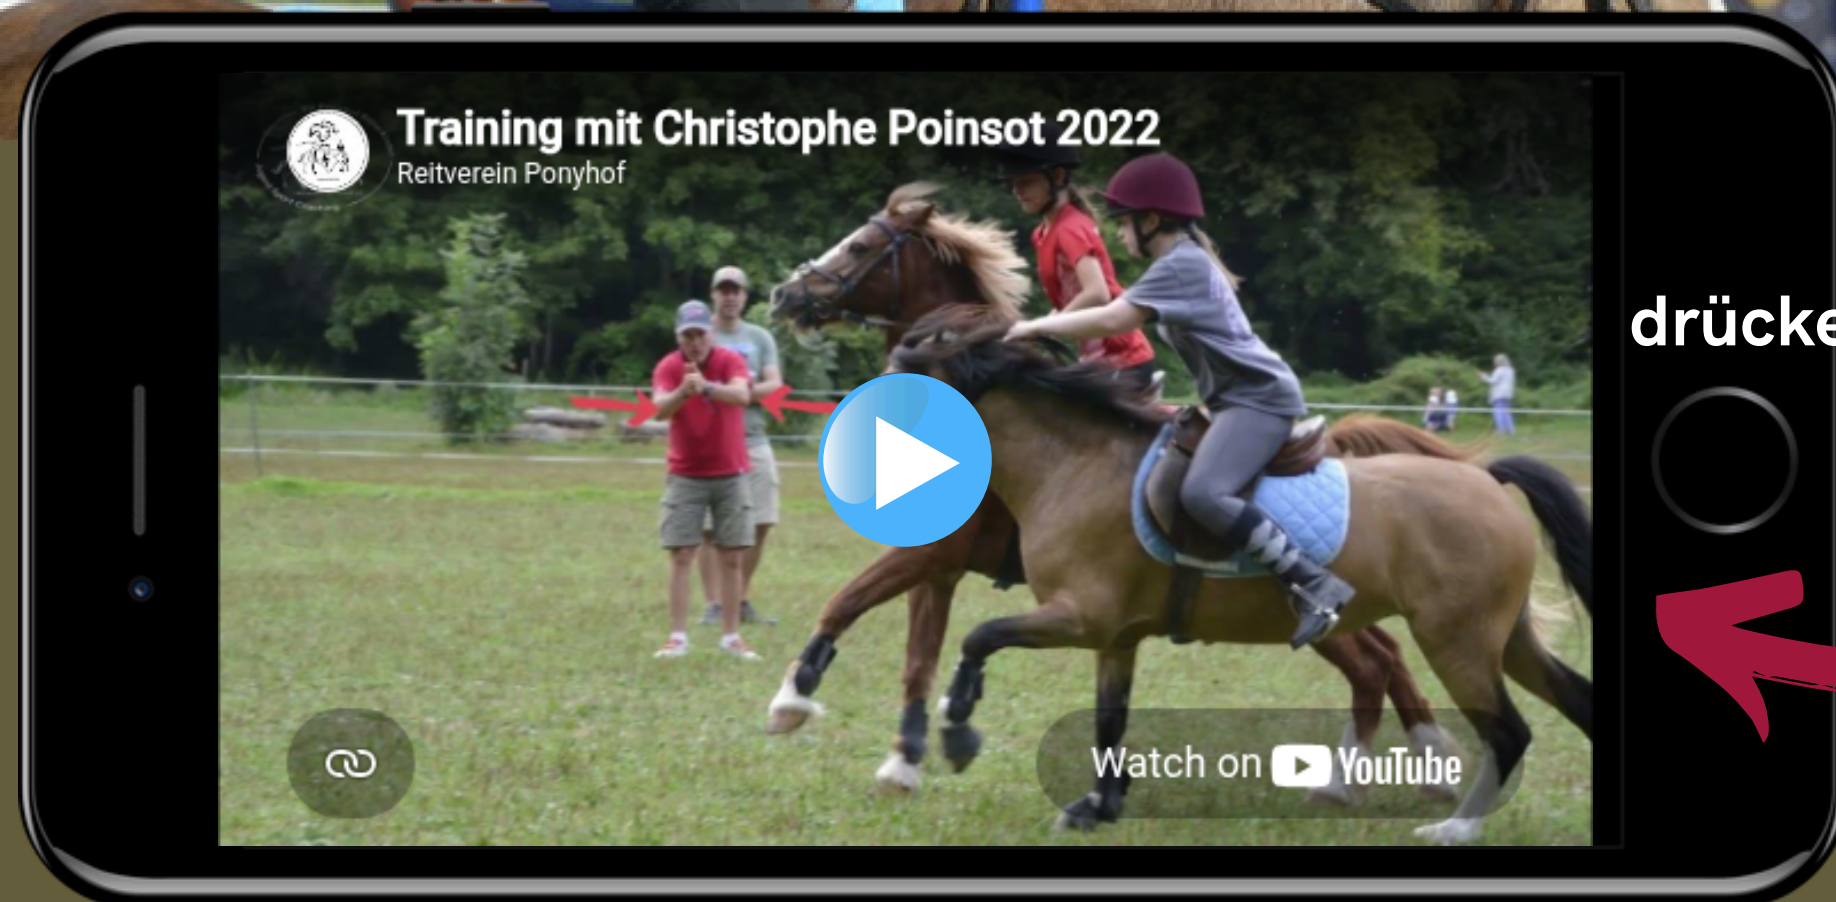 Training mit Christophe Poinsot 2022
Reitverein Ponyhof
drücke
Watch on YouTube